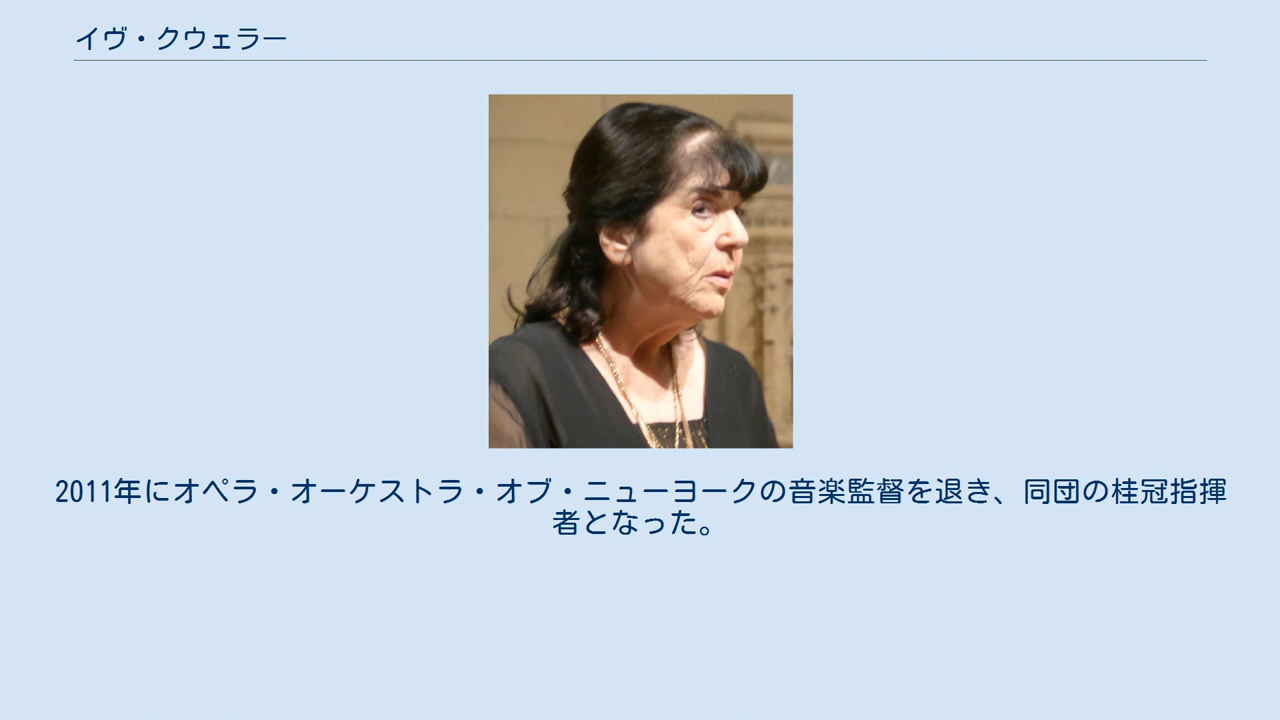 イヴ・クウェラー
2011年にオペラ・オーケストラ・オブ・ニューヨークの音楽監督を退き、同団の桂冠指揮
者となった。